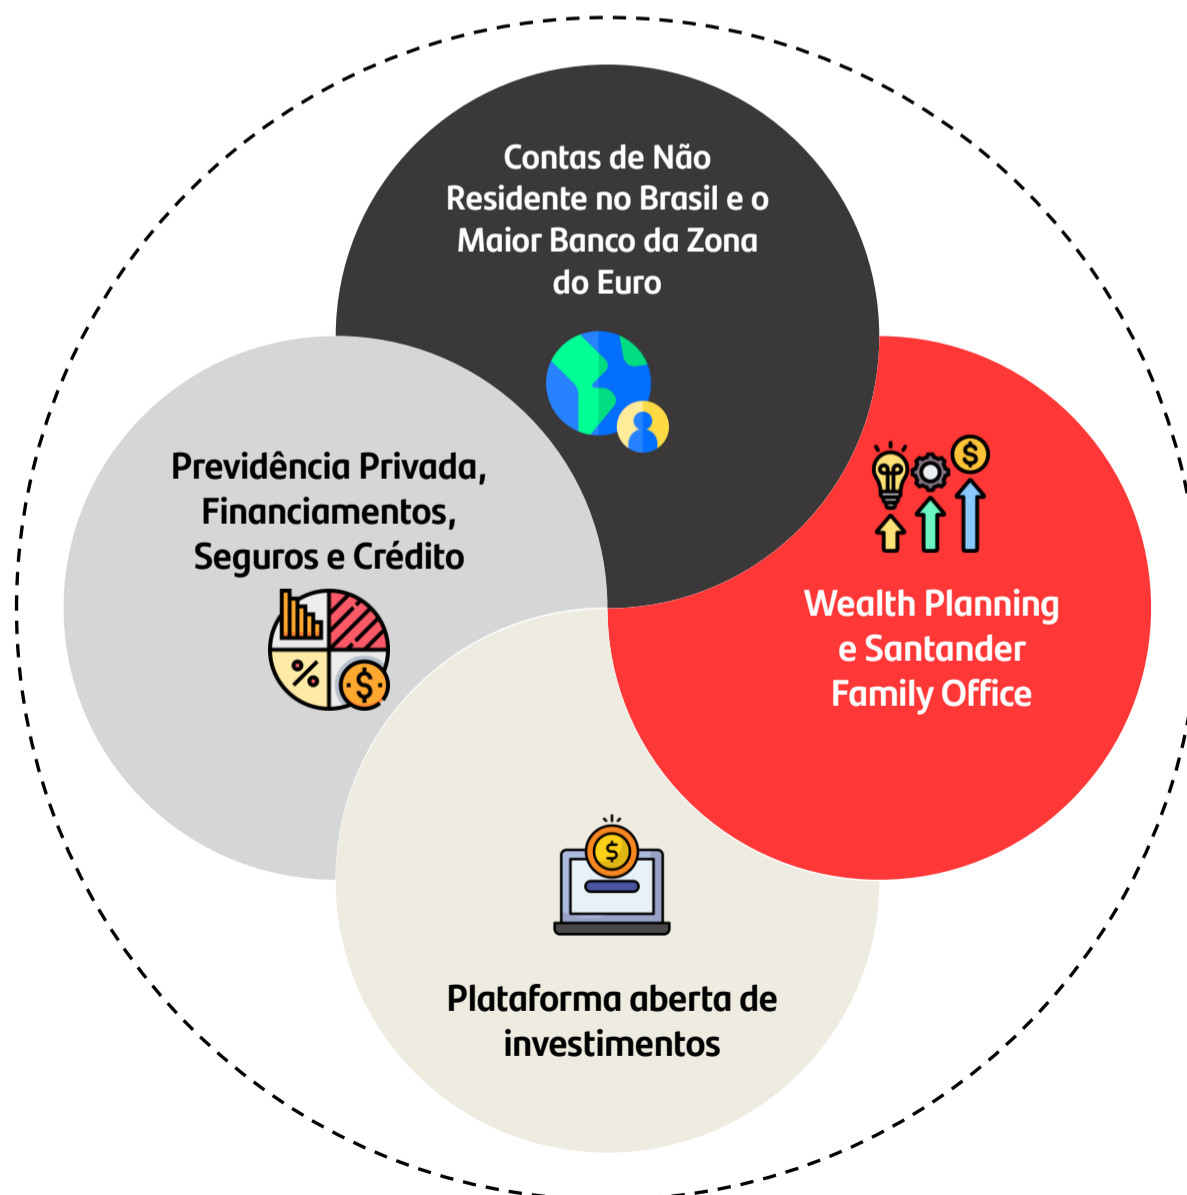 Contas de Não
Residente no Brasil e o
Maior Banco da Zona
do Euro
Previdência Privada,
Financiamentos,
Seguros e Crédito
%
$
$
Wealth Planning
e Santander
Family Office
$
Plataforma aberta de
investimentos